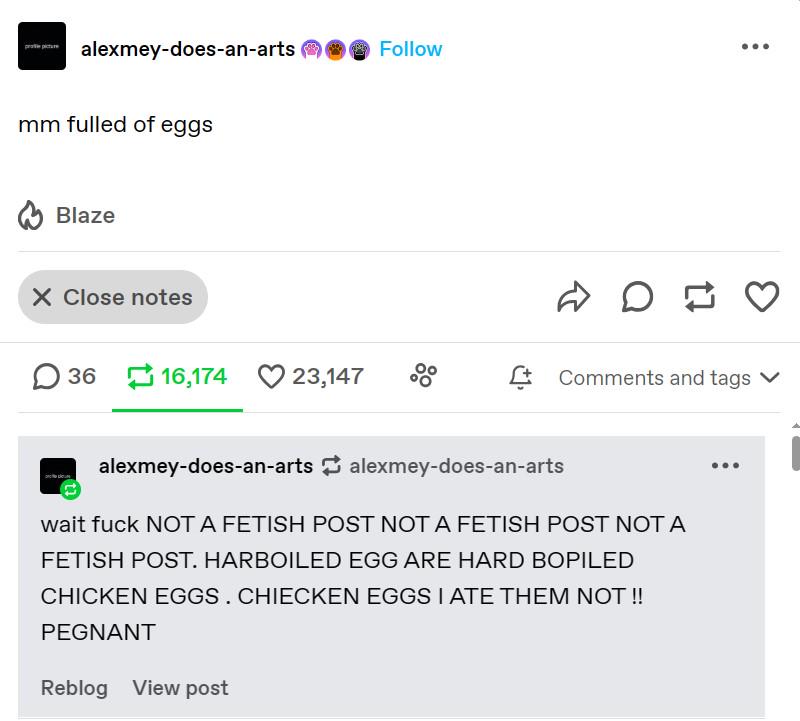 profile picture
alexmey-does-an-arts Follow
mm fulled of eggs
Blaze
Close notes
36 16,174 23,147 Comments and tags
profile picture
alexmey-does-an-arts alexmey-does-an-arts
wait fuck NOT A FETISH POST NOT A FETISH POST NOT A
FETISH POST. HARBOILED EGG ARE HARD BOPILED
CHICKEN EGGS . CHIECKEN EGGS I ATE THEM NOT !!
PEGNANT
Reblog View post